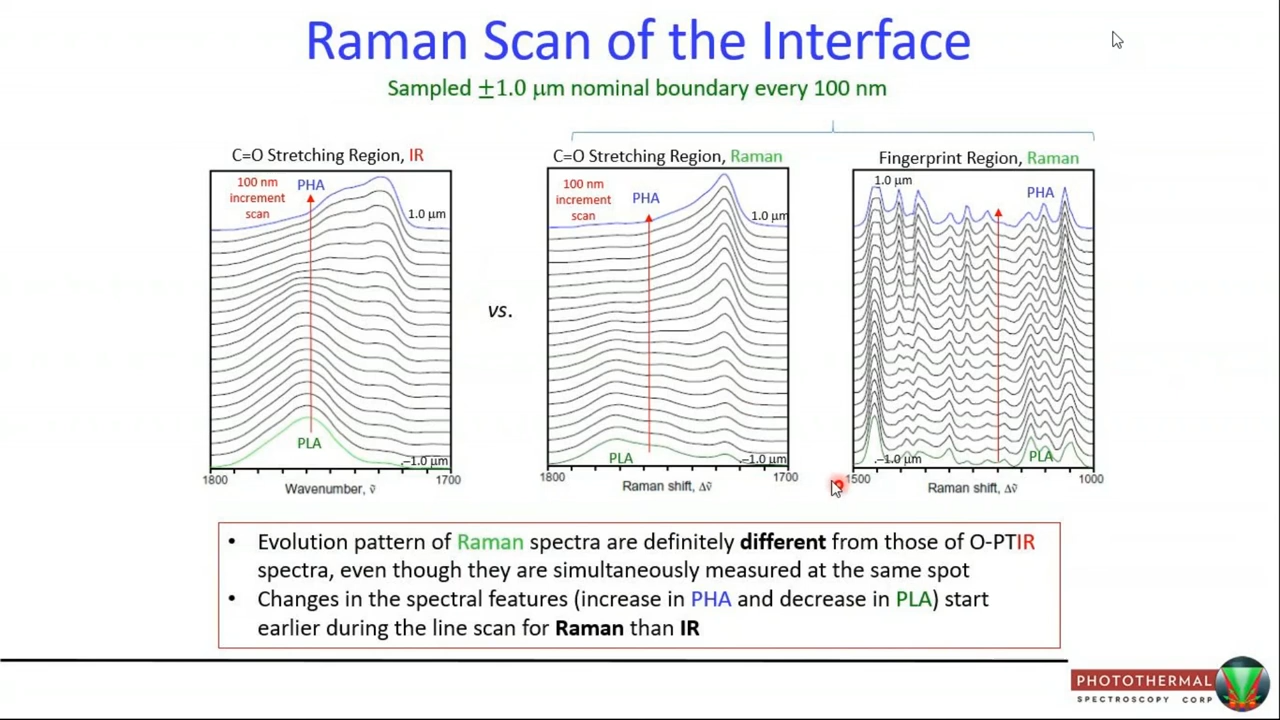 Raman Scan of the Interface
Sampled ±1.0 μm nominal boundary every 100 nm
C=O Stretching Region, IR
100 nm
increment
scan
PHA
1.0 μm
PLA
–1.0 μm
1800
1700
Wavenumber, ν̃
vs.
C=O Stretching Region, Raman
100 nm
increment
scan
PHA
1.0 μm
PLA
–1.0 μm
1800
1700
Raman shift, Δν̃
Fingerprint Region, Raman
1.0 μm
PHA
–1.0 μm
PLA
1500
1000
Raman shift, Δν̃
• Evolution pattern of Raman spectra are definitely different from those of O-PTIR
spectra, even though they are simultaneously measured at the same spot
• Changes in the spectral features (increase in PHA and decrease in PLA) start
earlier during the line scan for Raman than IR
PHOTOTHERMAL
SPECTROSCOPY CORP